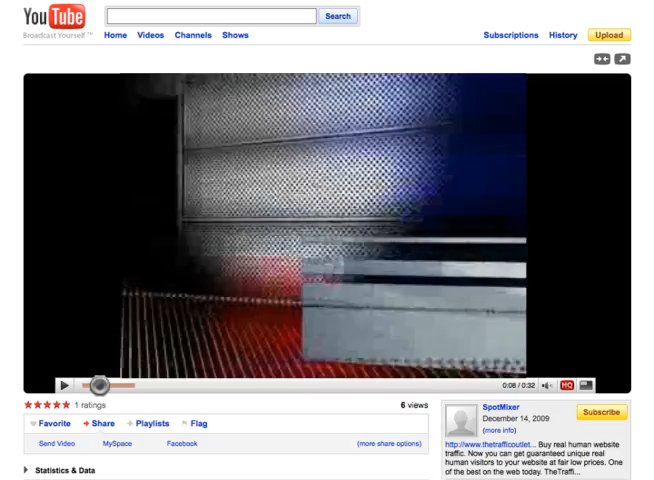 YouTube
Search
Broadcast Yourself ™
Home Videos Channels Shows
Subscriptions History Upload
0:08 / 0:32 HQ
1 ratings
6 views
Favorite Share Playlists Flag
Send Video MySpace Facebook (more share options)
Statistics & Data
SpotMixer
December 14, 2009
(more info)
Subscribe
http://www.thetrafficoutlet... Buy real human website
traffic. Now you can get guaranteed unique real
human visitors to your website at fair low prices. One
of the best on the web today. TheTraffi...